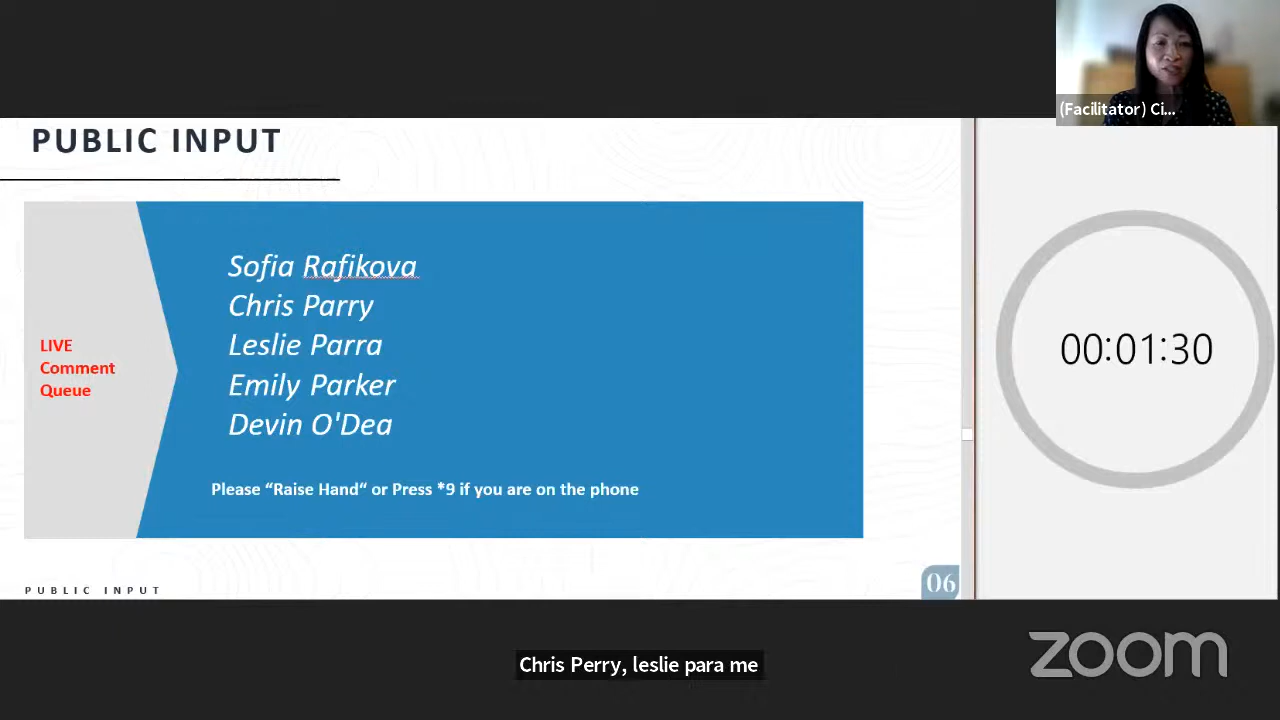 (Facilitator) Ci...
PUBLIC INPUT
Sofia Rafikova
Chris Parry
Leslie Parra
Emily Parker
Devin O'Dea
LIVE
Comment
Queue
Please “Raise Hand“ or Press *9 if you are on the phone
00:01:30
PUBLIC INPUT
06
Chris Perry, leslie para me
zoom